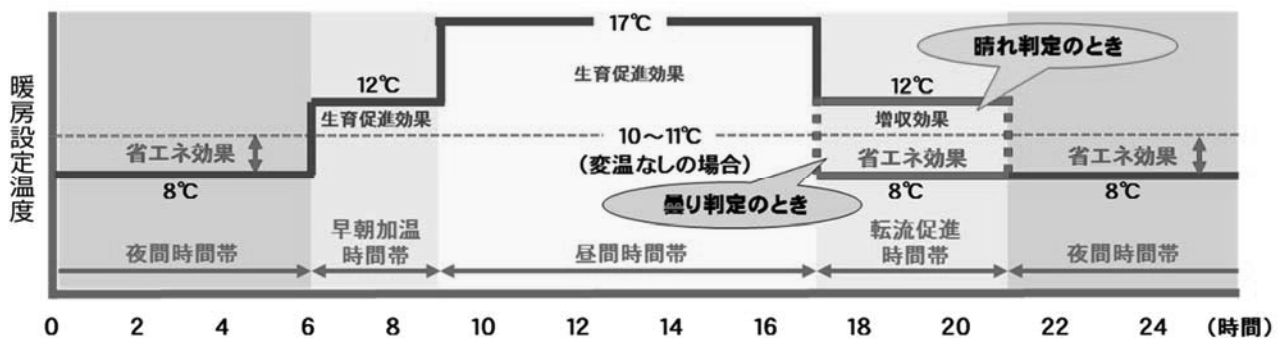 暖房設定温度
17℃
晴れ判定のとき
生育促進効果
12℃
12℃
生育促進効果
増収効果
10～11℃
省エネ効果
(変温なしの場合)
省エネ効果
省エネ効果
8℃
8℃
8℃
曇り判定のとき
早朝加温
時間帯
転流促進
時間帯
夜間時間帯
昼間時間帯
夜間時間帯
0 2 4 6 8 10 12 14 16 18 20 22 24 (時間)